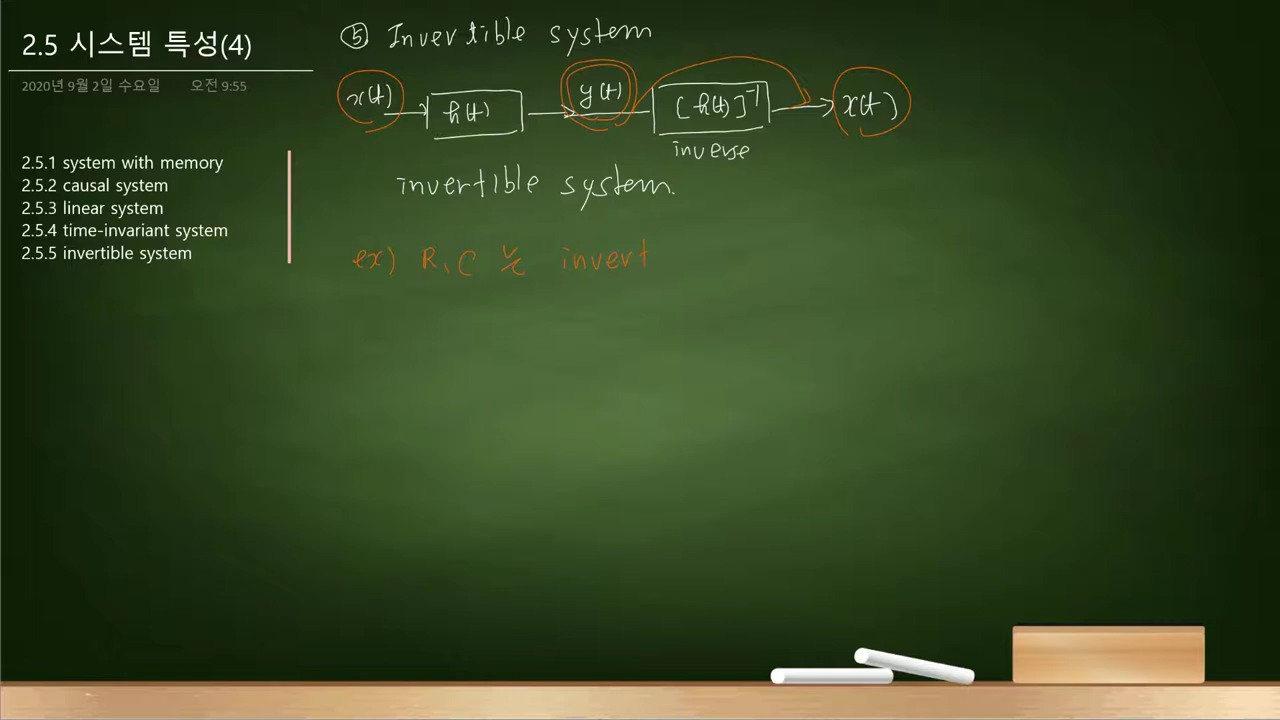 2.5 시스템 특성(4)
2020년 9월 2일 수요일 오전 9:55
2.5.1 system with memory
2.5.2 causal system
2.5.3 linear system
2.5.4 time-invariant system
2.5.5 invertible system
⑤ Invertible system
x(t) h(t) y(t) [h(t)]⁻¹ x(t)
inverse
invertible system.
ex) R, C 는 invert